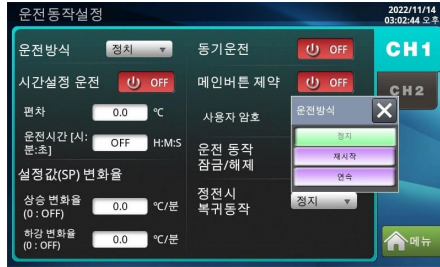 운전동작설정
2022/11/14
03:02:44 오후
운전방식 정치 동기운전 OFF
CH1
시간설정 운전 OFF 메인버튼 제약 OFF
CH2
편차 0.0 ℃ 사용자 암호
운전방식 X
정지
재시작
연속
운전시간 [시:
분:초] OFF H:M:S
운전 동작
잠금/해제
설정값(SP) 변화율
상승 변화율
(0 : OFF) 0.0 ℃/분
정전시
복귀동작 정지
하강 변화율
(0 : OFF) 0.0 ℃/분
메뉴